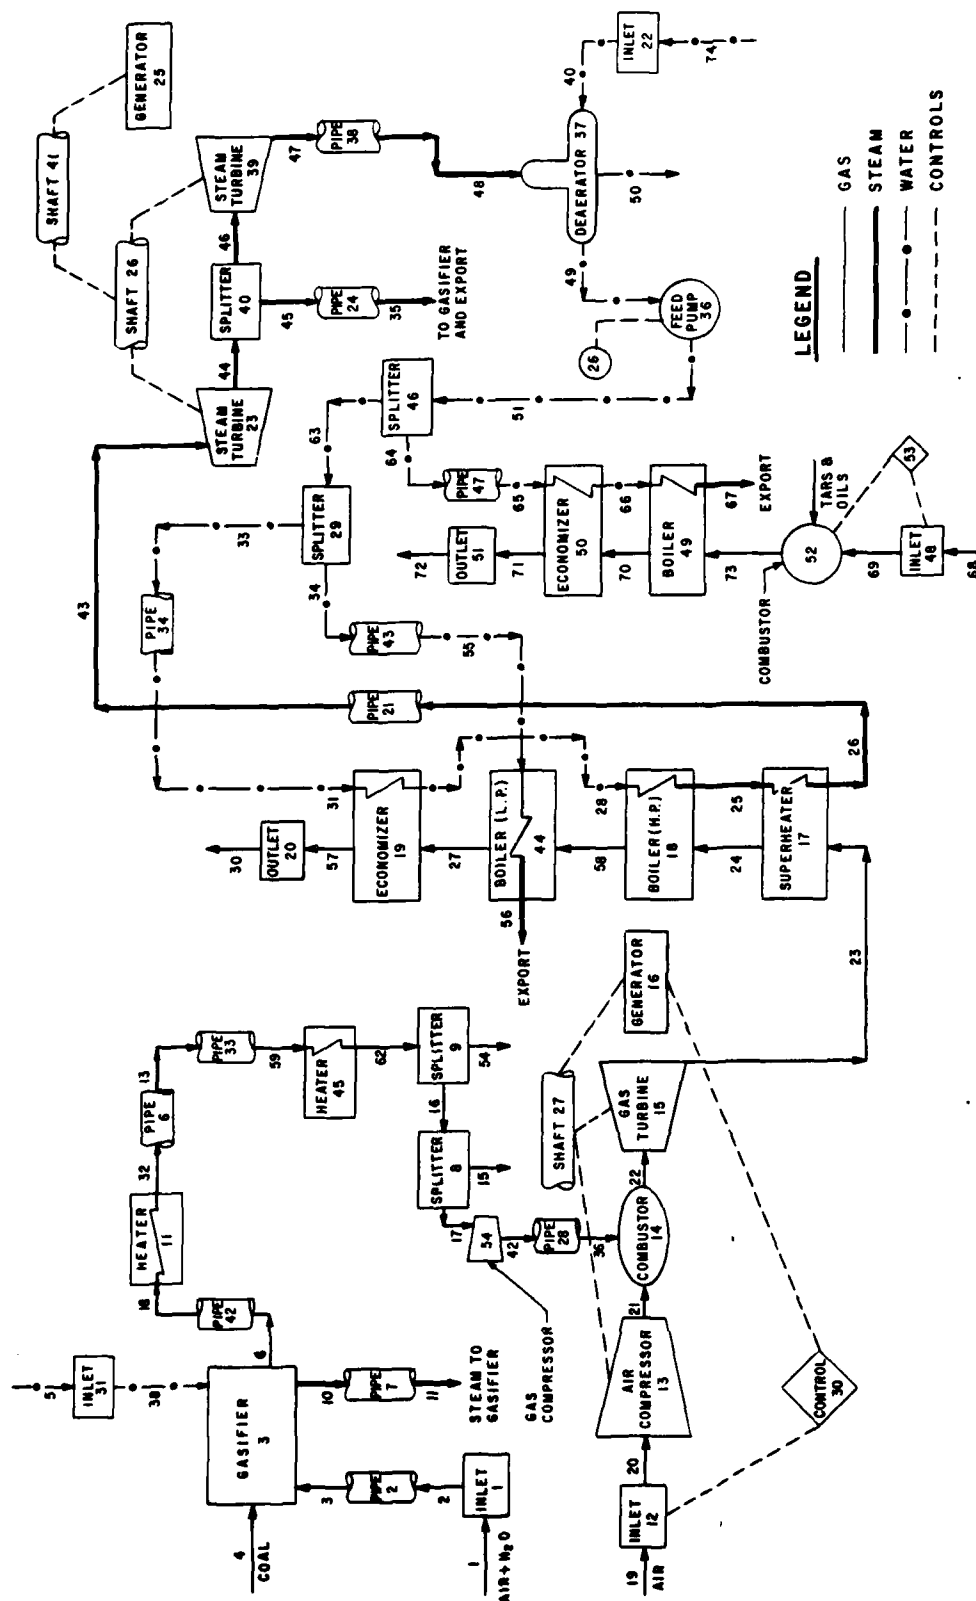 4
COAL
GASIFIER
3
5
INLET
31
38
6
PIPE
42
18
HEATER
11
32
PIPE
6
13
PIPE
33
59
HEATER
45
62
SPLITTER
9
54
16
SPLITTER
8
15
17
54
GAS
COMPRESSOR
42
PIPE
28
36
10
PIPE
7
11
STEAM TO
GASIFIER
3
PIPE
2
2
INLET
1
1
AIR+H₂O
19
AIR
INLET
12
20
AIR
COMPRESSOR
13
21
COMBUSTOR
14
22
GAS
TURBINE
15
SHAFT 27
GENERATOR
16
CONTROL
30
23
30
OUTLET
20
57
ECONOMIZER
19
31
27
BOILER (L.P.)
44
56
EXPORT
58
BOILER(H.P.)
18
28
24
25
SUPERHEATER
17
26
PIPE
21
43
PIPE
34
33
SPLITTER
29
34
PIPE
43
55
63
SPLITTER
46
64
PIPE
47
65
ECONOMIZER
50
66
BOILER
49
67
EXPORT
72
OUTLET
51
71
70
73
COMBUSTOR
52
TARS &
OILS
53
69
INLET
48
68
51
FEED
PUMP
36
26
49
DEAERATOR 37
50
40
INLET
22
74
48
PIPE
38
47
STEAM
TURBINE
39
46
SPLITTER
40
45
PIPE
24
35
TO GASIFIER
AND EXPORT
44
STEAM
TURBINE
23
SHAFT 26
SHAFT 41
GENERATOR
25
LEGEND
GAS
STEAM
WATER
CONTROLS